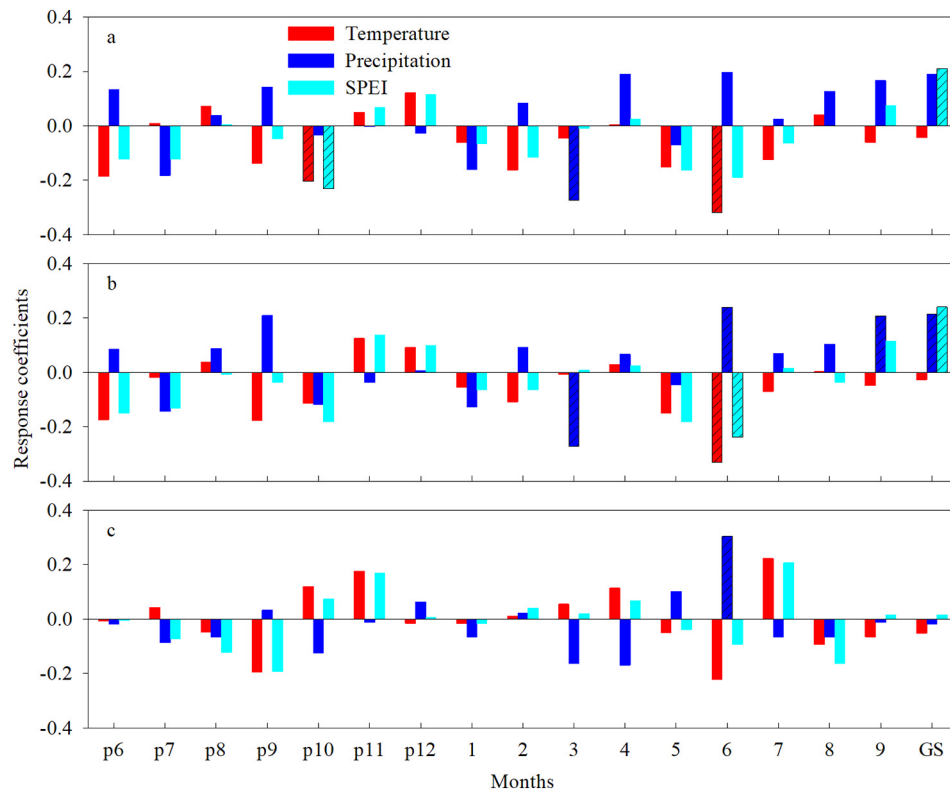 0.4
a
Temperature
0.2
Precipitation
SPEI
0.0
-0.2
-0.4
0.4
b
0.2
0.0
-0.2
-0.4
Response coefficients
0.4
c
0.2
0.0
-0.2
-0.4
p6 p7 p8 p9 p10 p11 p12 1 2 3 4 5 6 7 8 9 GS
Months